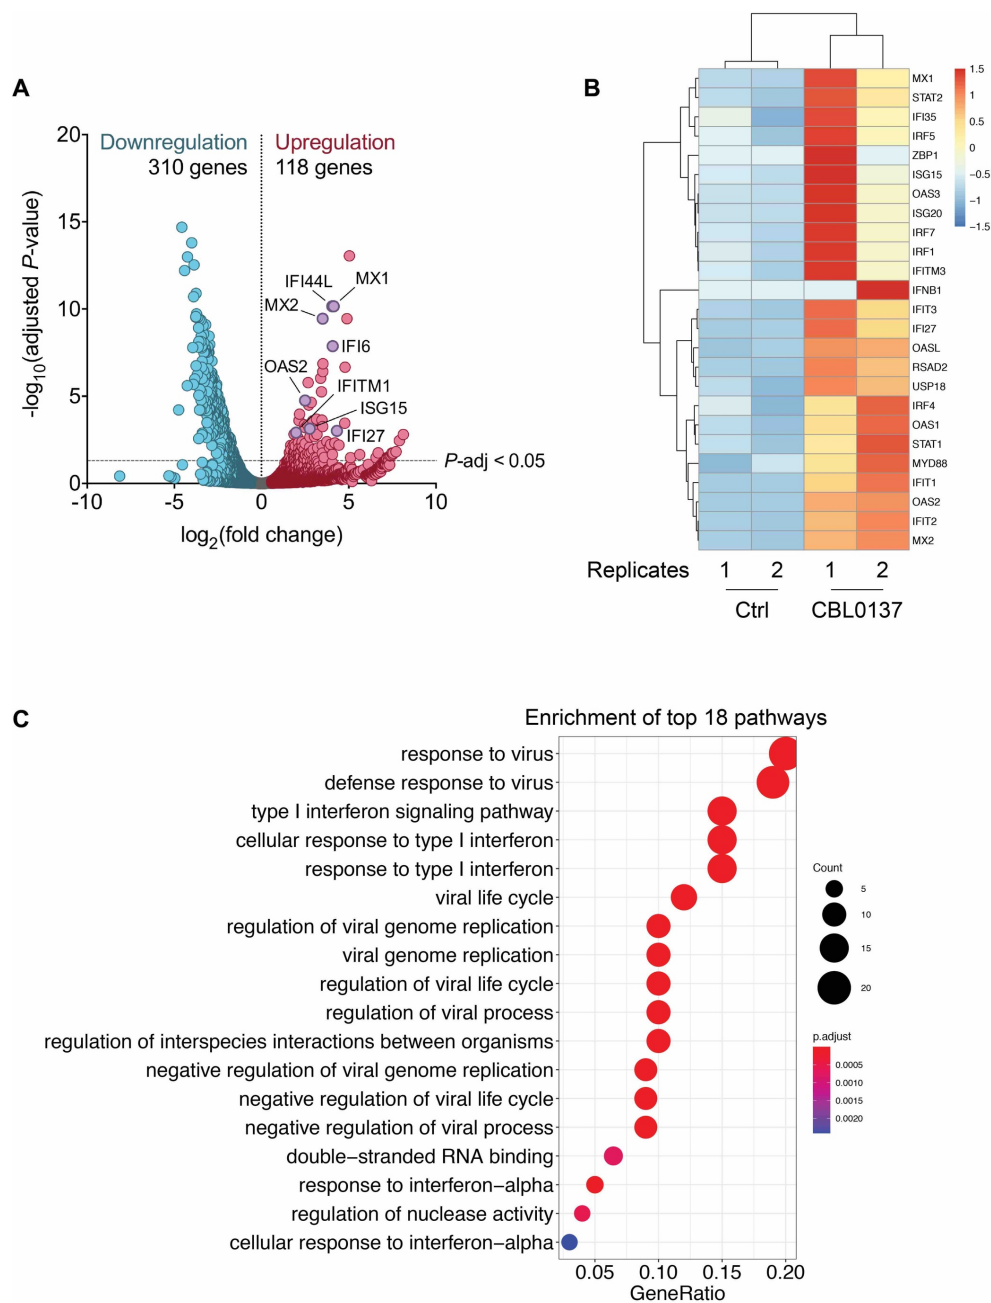 A
Downregulation
310 genes
Upregulation
118 genes
-log10(adjusted P-value)
20
15
10
5
0
IFI44L
MX1
MX2
IFI6
OAS2
IFITM1
ISG15
IFI27
P-adj < 0.05
-10
-5
0
5
10
log2(fold change)
B
MX1
STAT2
IFI35
IRF5
ZBP1
ISG15
OAS3
ISG20
IRF7
IRF1
IFITM3
IFNB1
IFIT3
IFI27
OASL
RSAD2
USP18
IRF4
OAS1
STAT1
MYD88
IFIT1
OAS2
IFIT2
MX2
1.5
1
0.5
0
−0.5
−1
−1.5
Replicates 1 2 1 2
Ctrl CBL0137
C
Enrichment of top 18 pathways
response to virus
defense response to virus
type I interferon signaling pathway
cellular response to type I interferon
response to type I interferon
viral life cycle
regulation of viral genome replication
viral genome replication
regulation of viral life cycle
regulation of viral process
regulation of interspecies interactions between organisms
negative regulation of viral genome replication
negative regulation of viral life cycle
negative regulation of viral process
double−stranded RNA binding
response to interferon−alpha
regulation of nuclease activity
cellular response to interferon−alpha
0.05 0.10 0.15 0.20
GeneRatio
Count
5
10
15
20
p.adjust
0.0005
0.0010
0.0015
0.0020